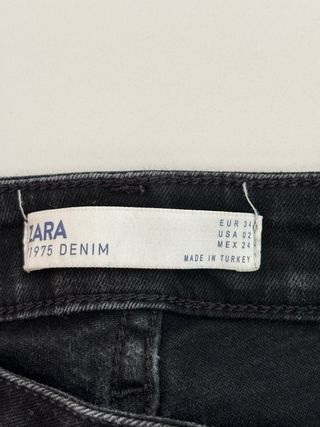 ZARA
1975 DENIM
EUR 34
USA 02
MEX 24
MADE IN TURKEY